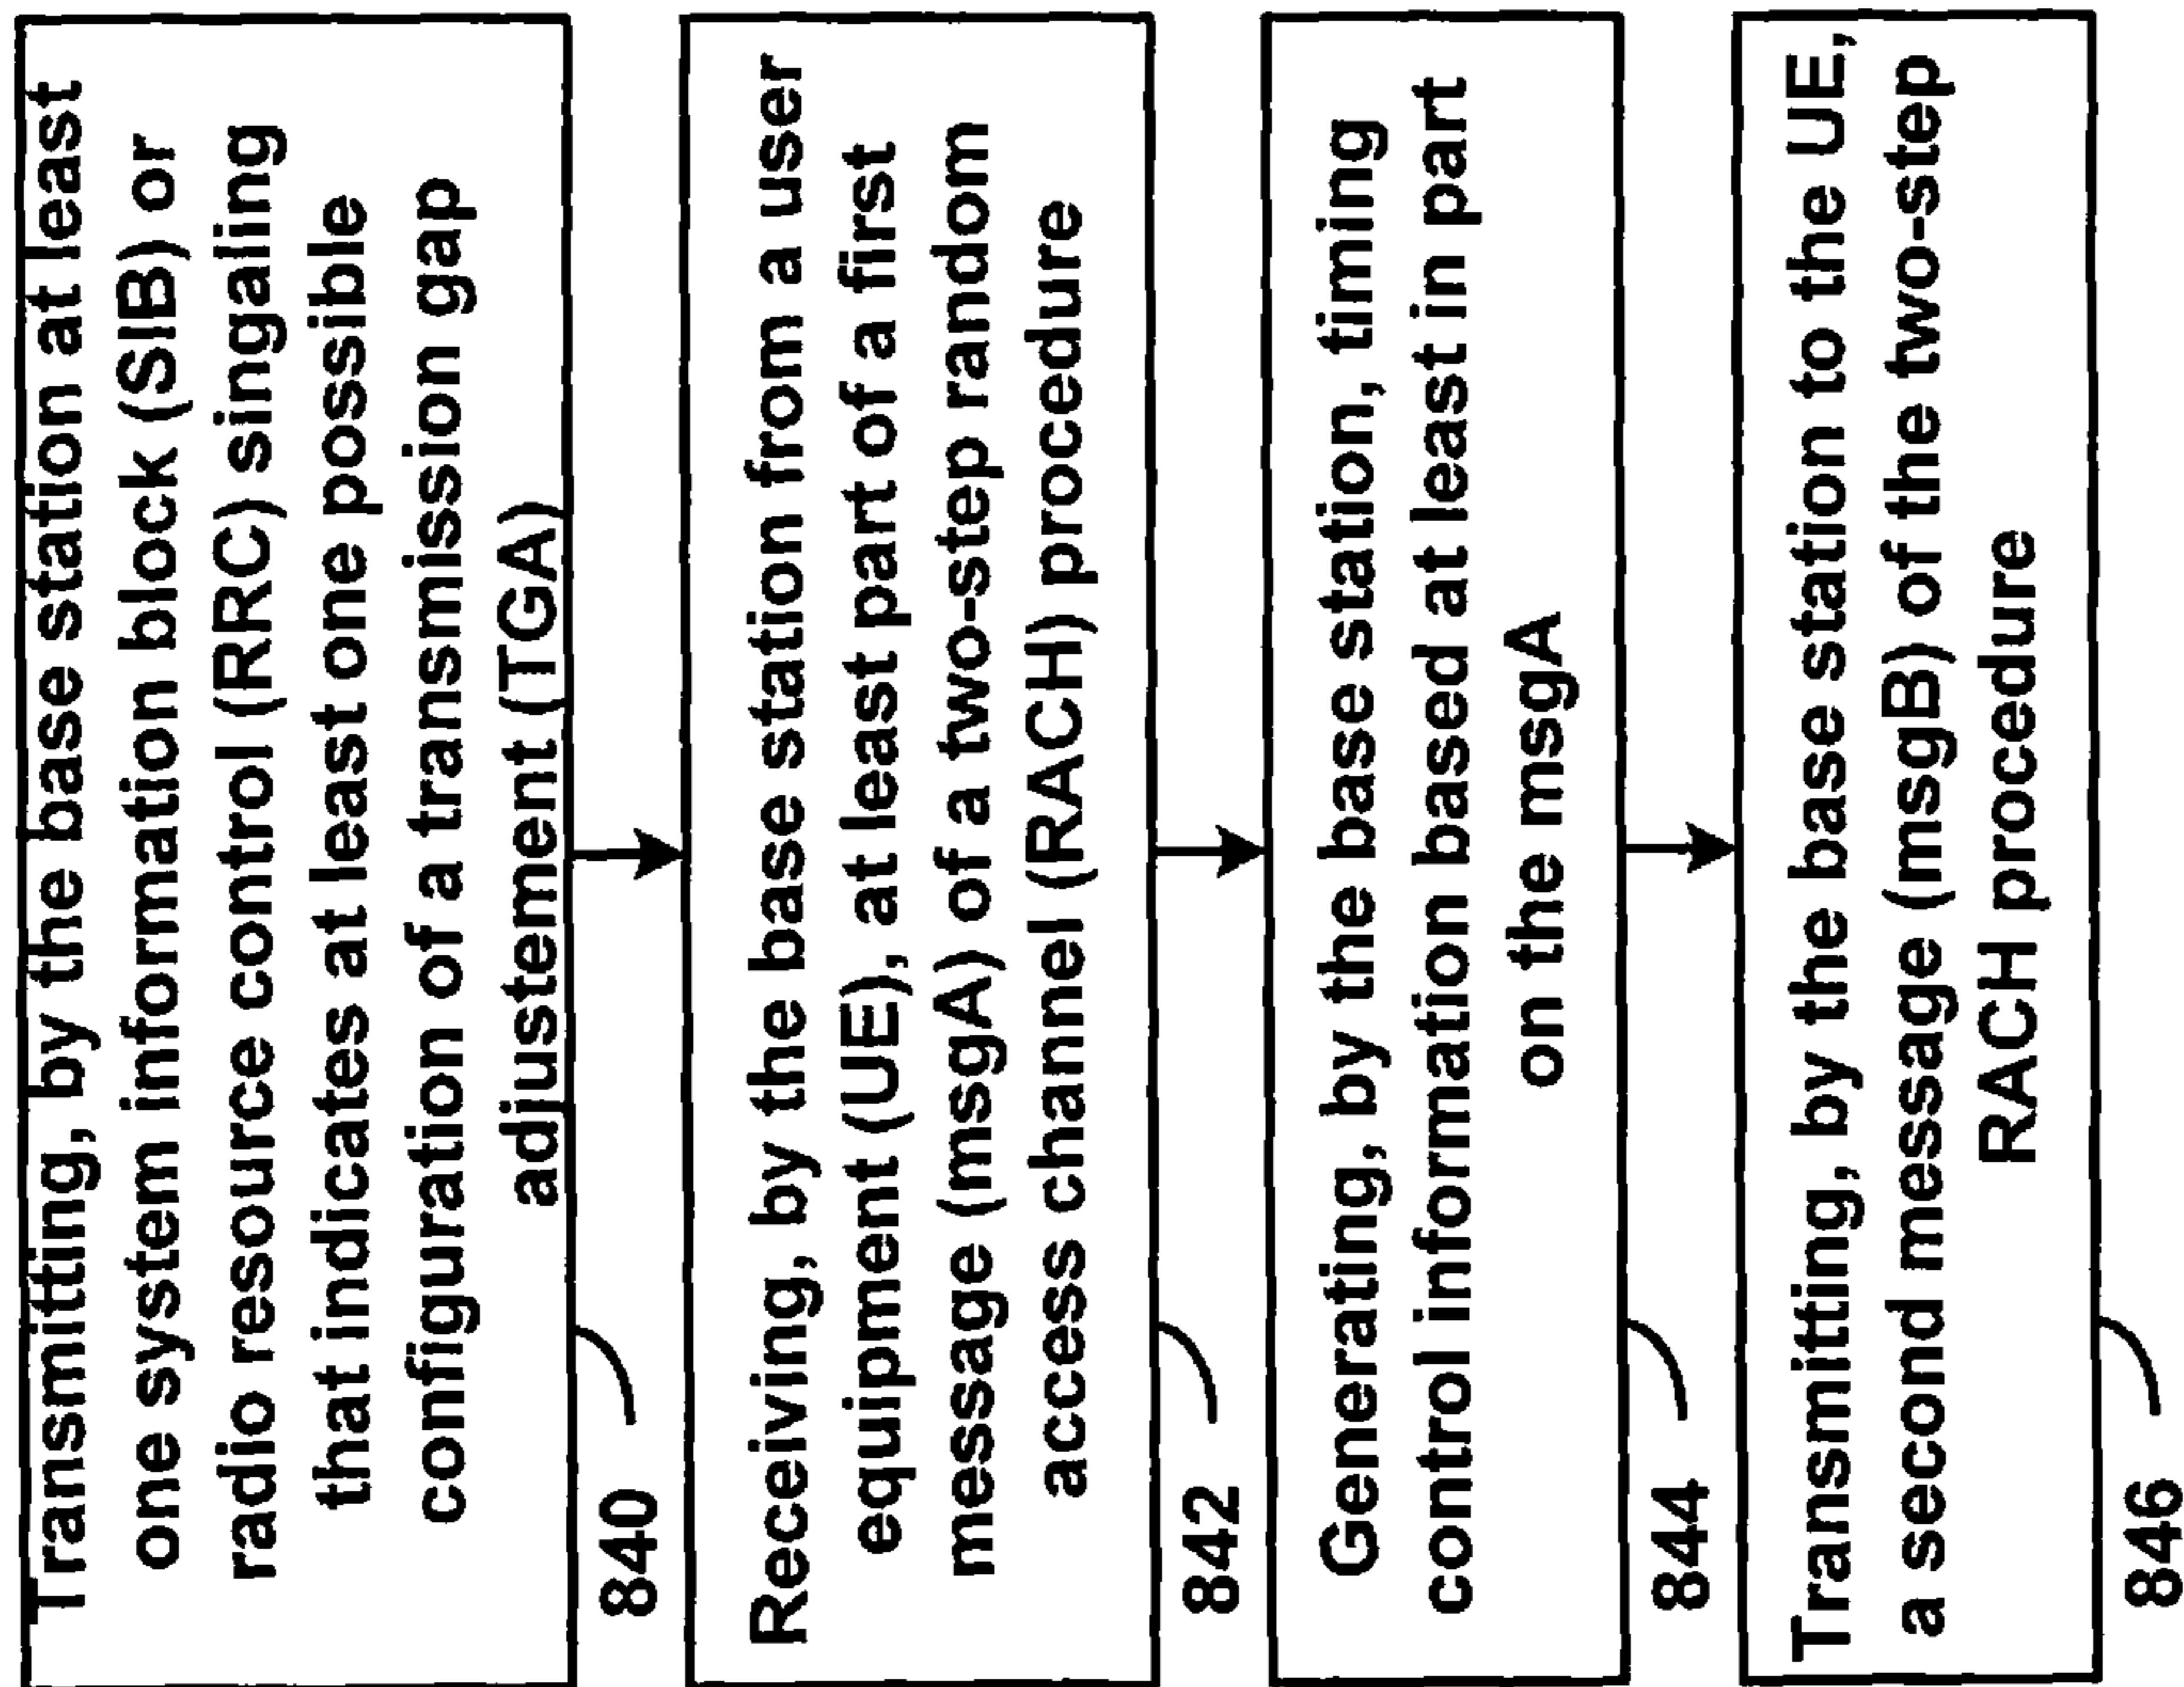 Transmitting, by the base station at least
one system information block (SIB) or
radio resource control (RRC) singaling
that indicates at least one possible
configuration of a transmission gap
adjustement (TGA)
840
Receiving, by the base station from a user
equipment (UE), at least part of a first
message (msgA) of a two-step random
access channel (RACH) procedure
842
Generating, by the base station, timing
control information based at least in part
on the msgA
844
Transmitting, by the base station to the UE,
a second message (msgB) of the two-step
RACH procedure
846